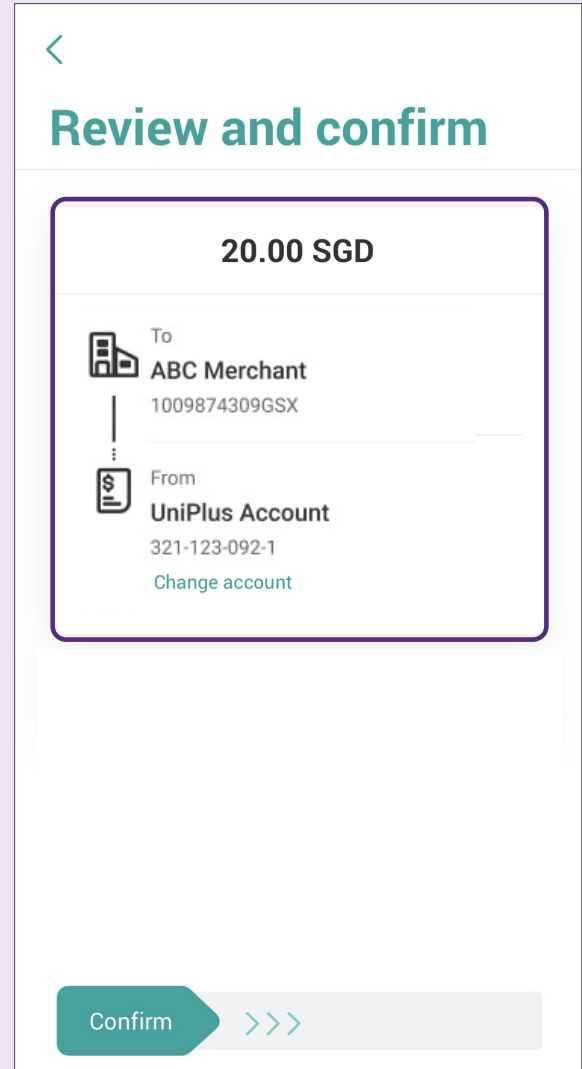 Review and confirm
20.00 SGD
To
ABC Merchant
1009874309GSX
From
UniPlus Account
321-123-092-1
Change account
Confirm